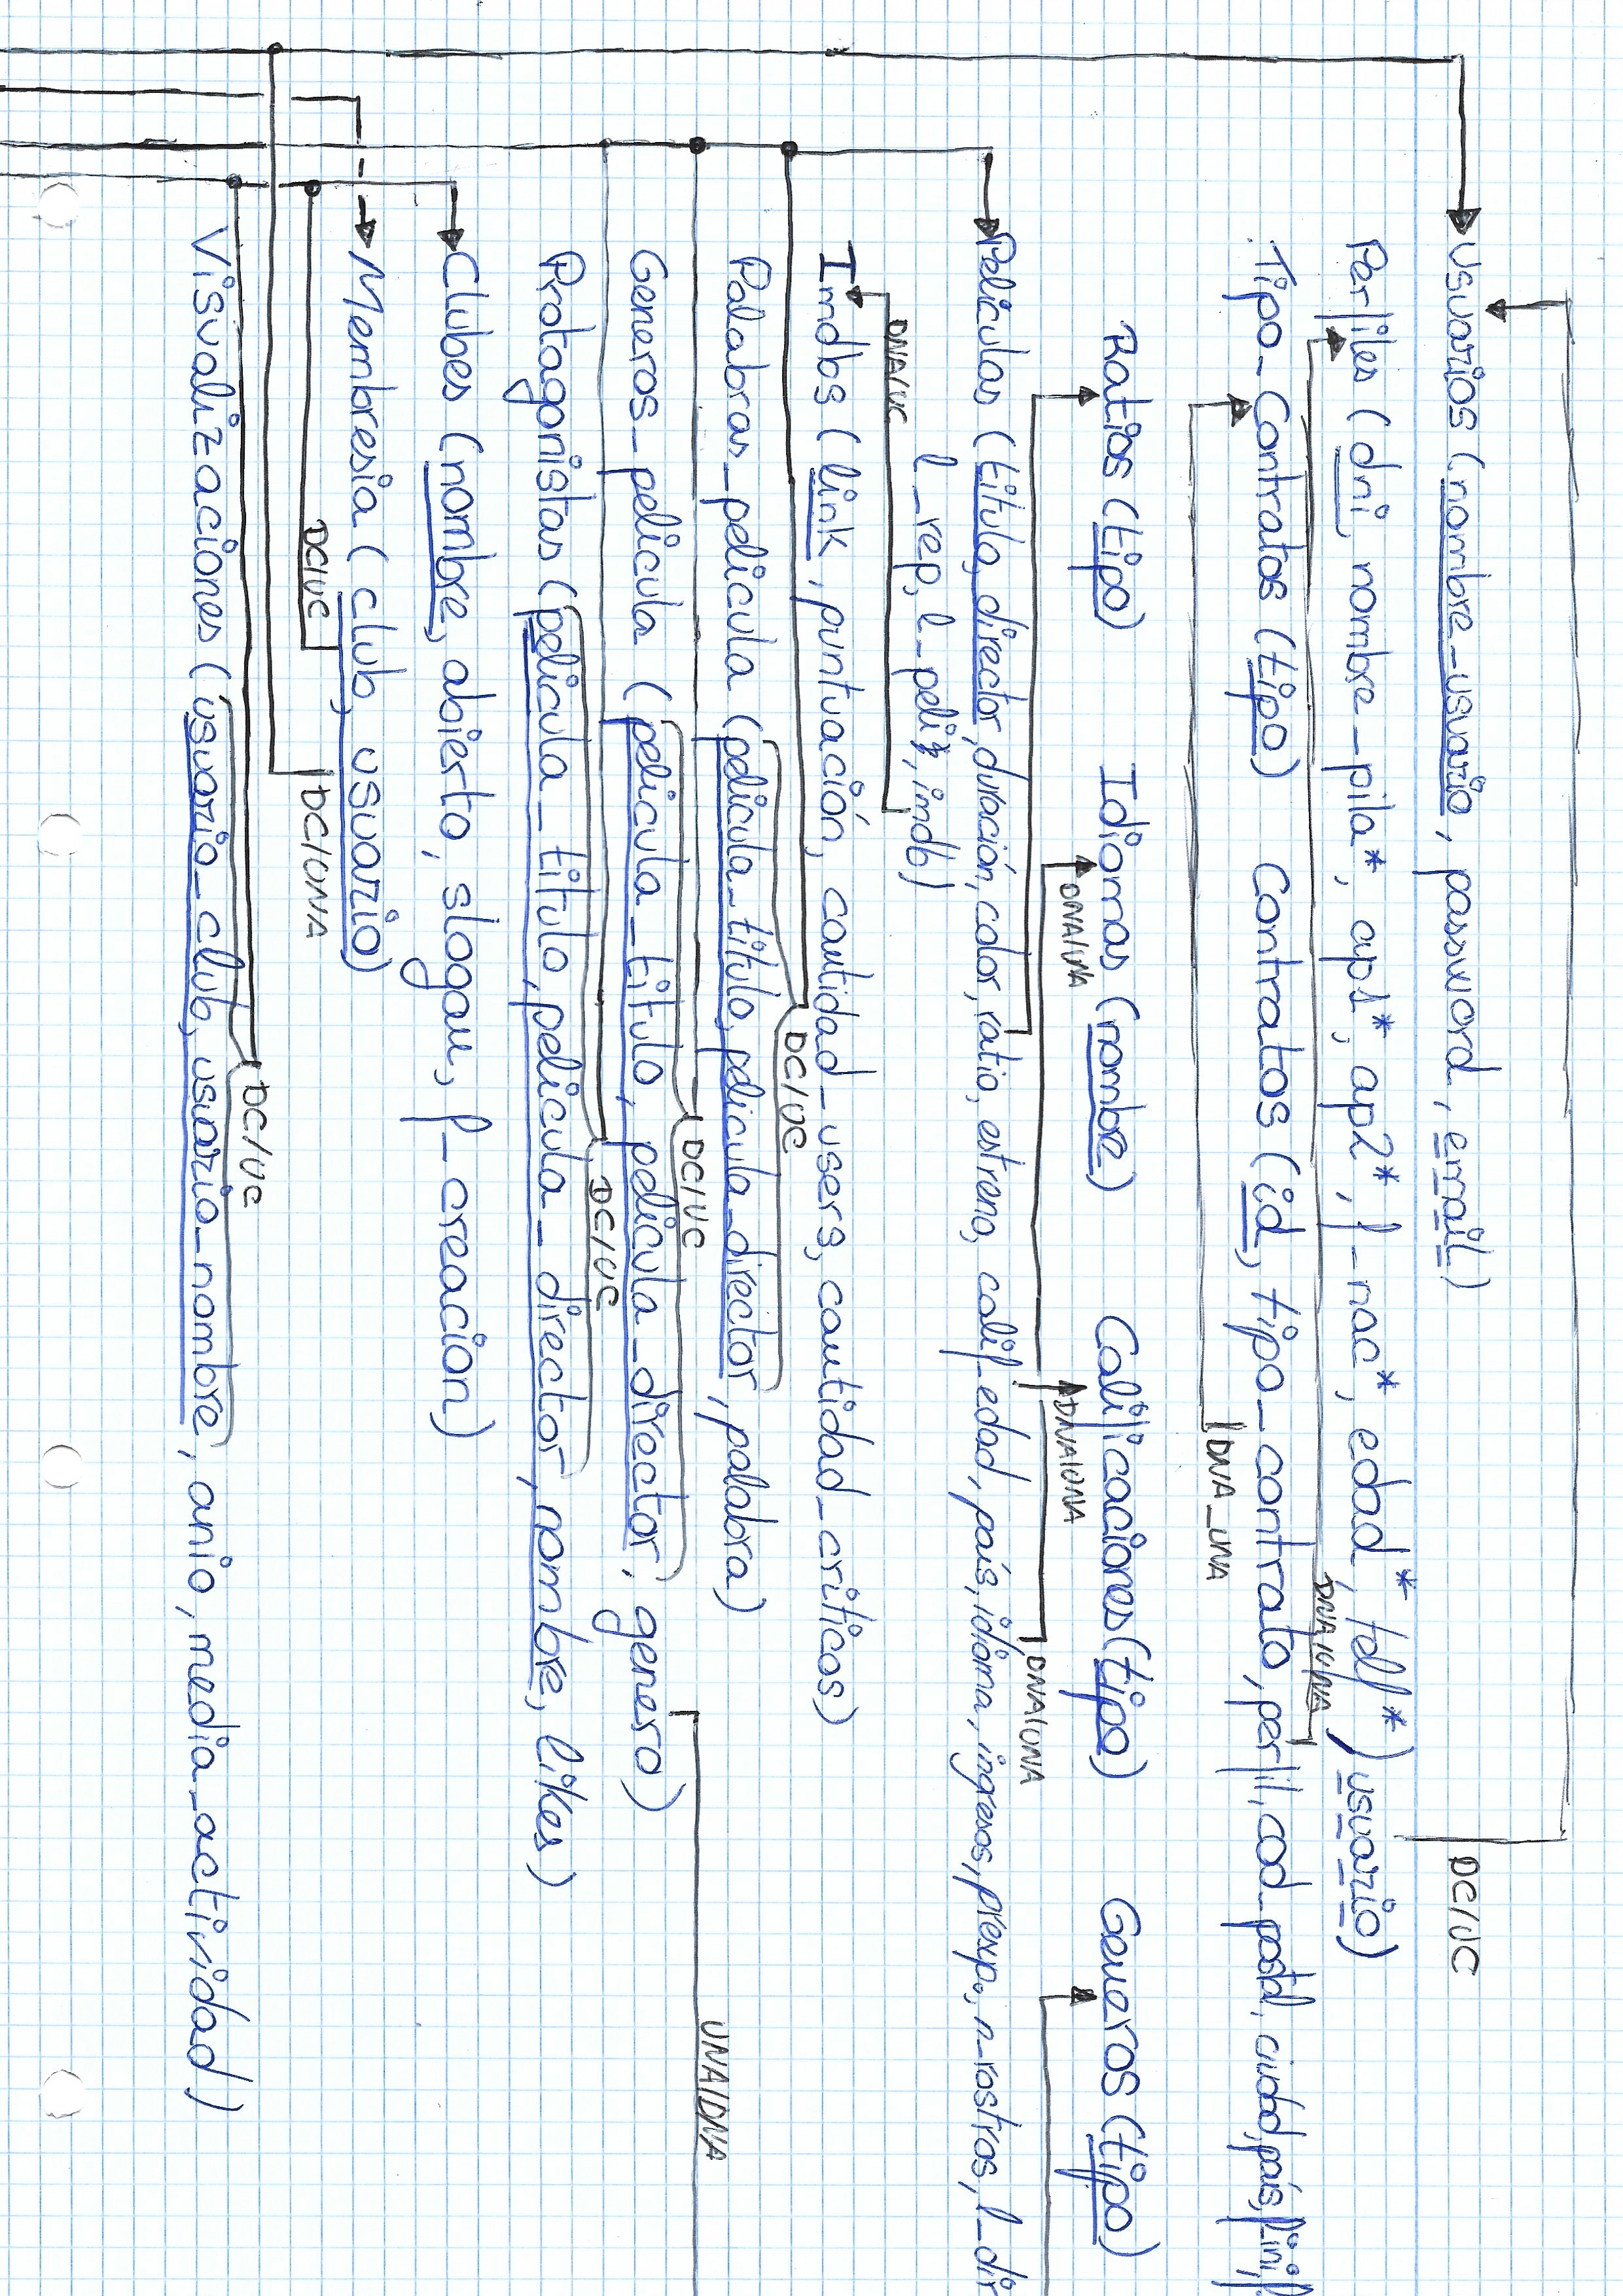 Usuarios (nombre_usuario, password, email)
DC/UC
Perfiles (dni, nombre_pila*, ap1*, ap2*, f_nac*, edad*, telf*) usuario)
DNA/UNA
Tipo_Contratos (tipo) Contratos (id, tipo_contrato, perfil, cod_postal, ciudad, país, f_ini, f
DNA_UNA
Ratios (tipo) Idiomas (nombre) Calificaciones (tipo) Generos (tipo)
DNA/UNA DNA/UNA
DNA/UNA
Peliculas (titulo, director, duración, color, ratio, estreno, calif_edad, país, idioma, ingresos, presup., n_rostros, l_dir
l_rep, l_peli, imdb)
DNA/UC
Imdbs (link, puntuación, cantidad_users, cantidad_criticos)
DC/UC
Palabras_pelicula (pelicula_titulo, pelicula_director, palabra)
UNA/DNA
DC/UC
Generos_pelicula (pelicula_titulo, pelicula_director, genero)
DC/UC
Protagonistas (pelicula_titulo, pelicula_director, nombre, likes)
Clubes (nombre, abierto, slogan, f_creacion)
Membresia (club, usuario)
DC/UC DC/UNA
DC/UC
Visualizaciones (usuario_club, usuario_nombre, anio, media_actividad)